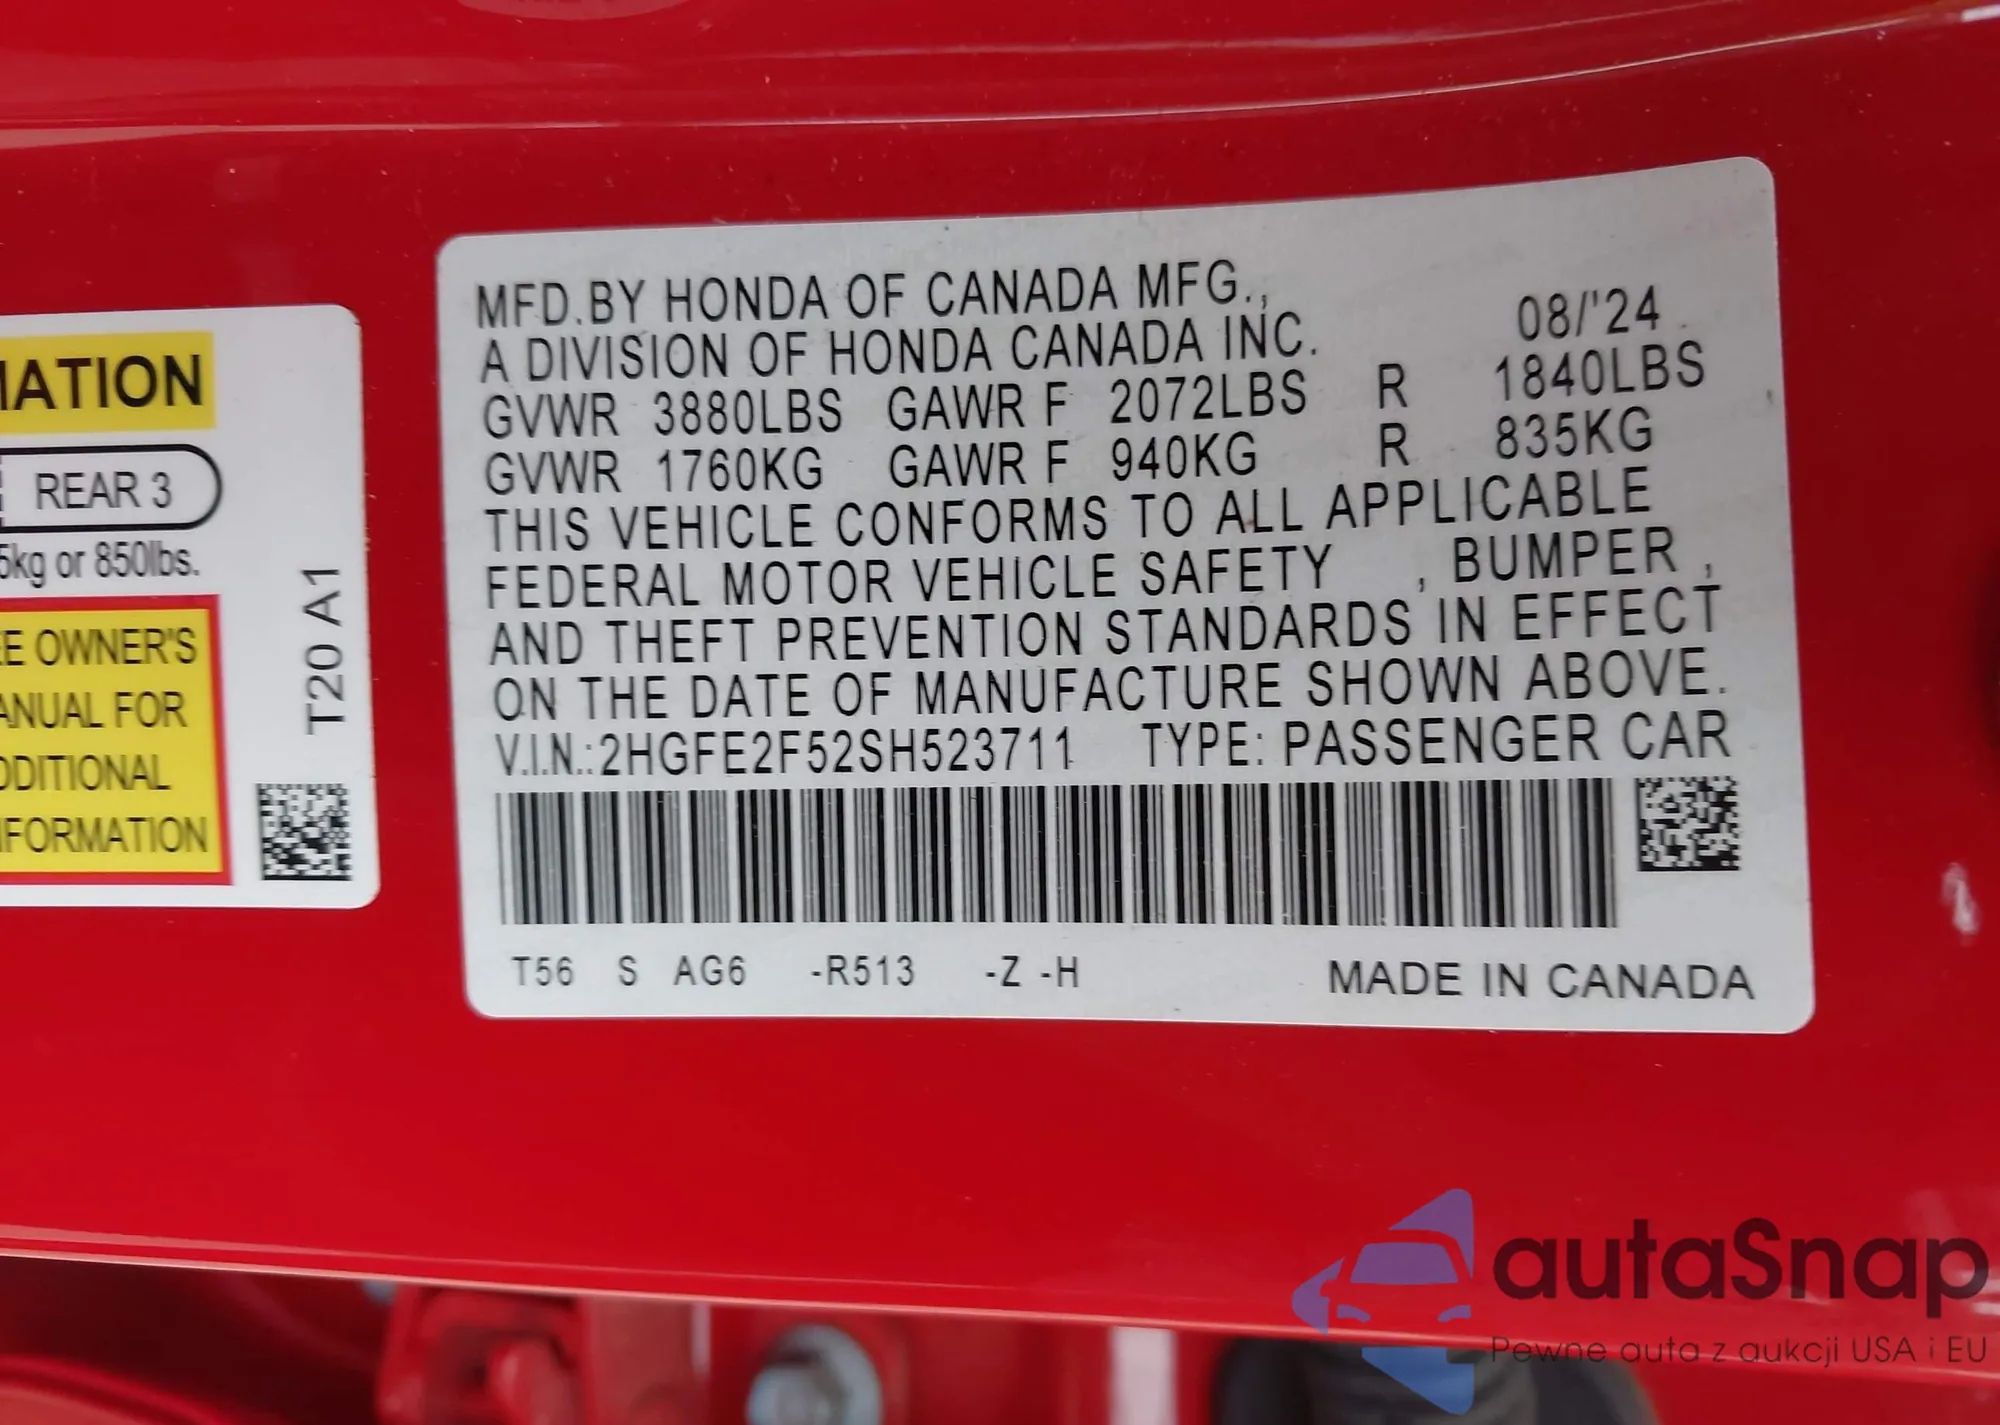 MATION
REAR 3
5kg or 850lbs.
OWNER'S
FOR
INFORMATION
T20 A1
MFD.BY HONDA OF CANADA MFG.,
A DIVISION OF HONDA CANADA INC. 08/'24
GVWR 3880LBS GAWR F 2072LBS R 1840LBS
GVWR 1760KG GAWR F 940KG R 835KG
THIS VEHICLE CONFORMS TO ALL APPLICABLE
FEDERAL MOTOR VEHICLE SAFETY , BUMPER ,
AND THEFT PREVENTION STANDARDS IN EFFECT
ON THE DATE OF MANUFACTURE SHOWN ABOVE.
V.I.N.:2HGFE2F52SH523711 TYPE: PASSENGER CAR
T56 S AG6 -R513 -Z -H MADE IN CANADA
autaSnap
Pewne auta z aukcji USA i EU